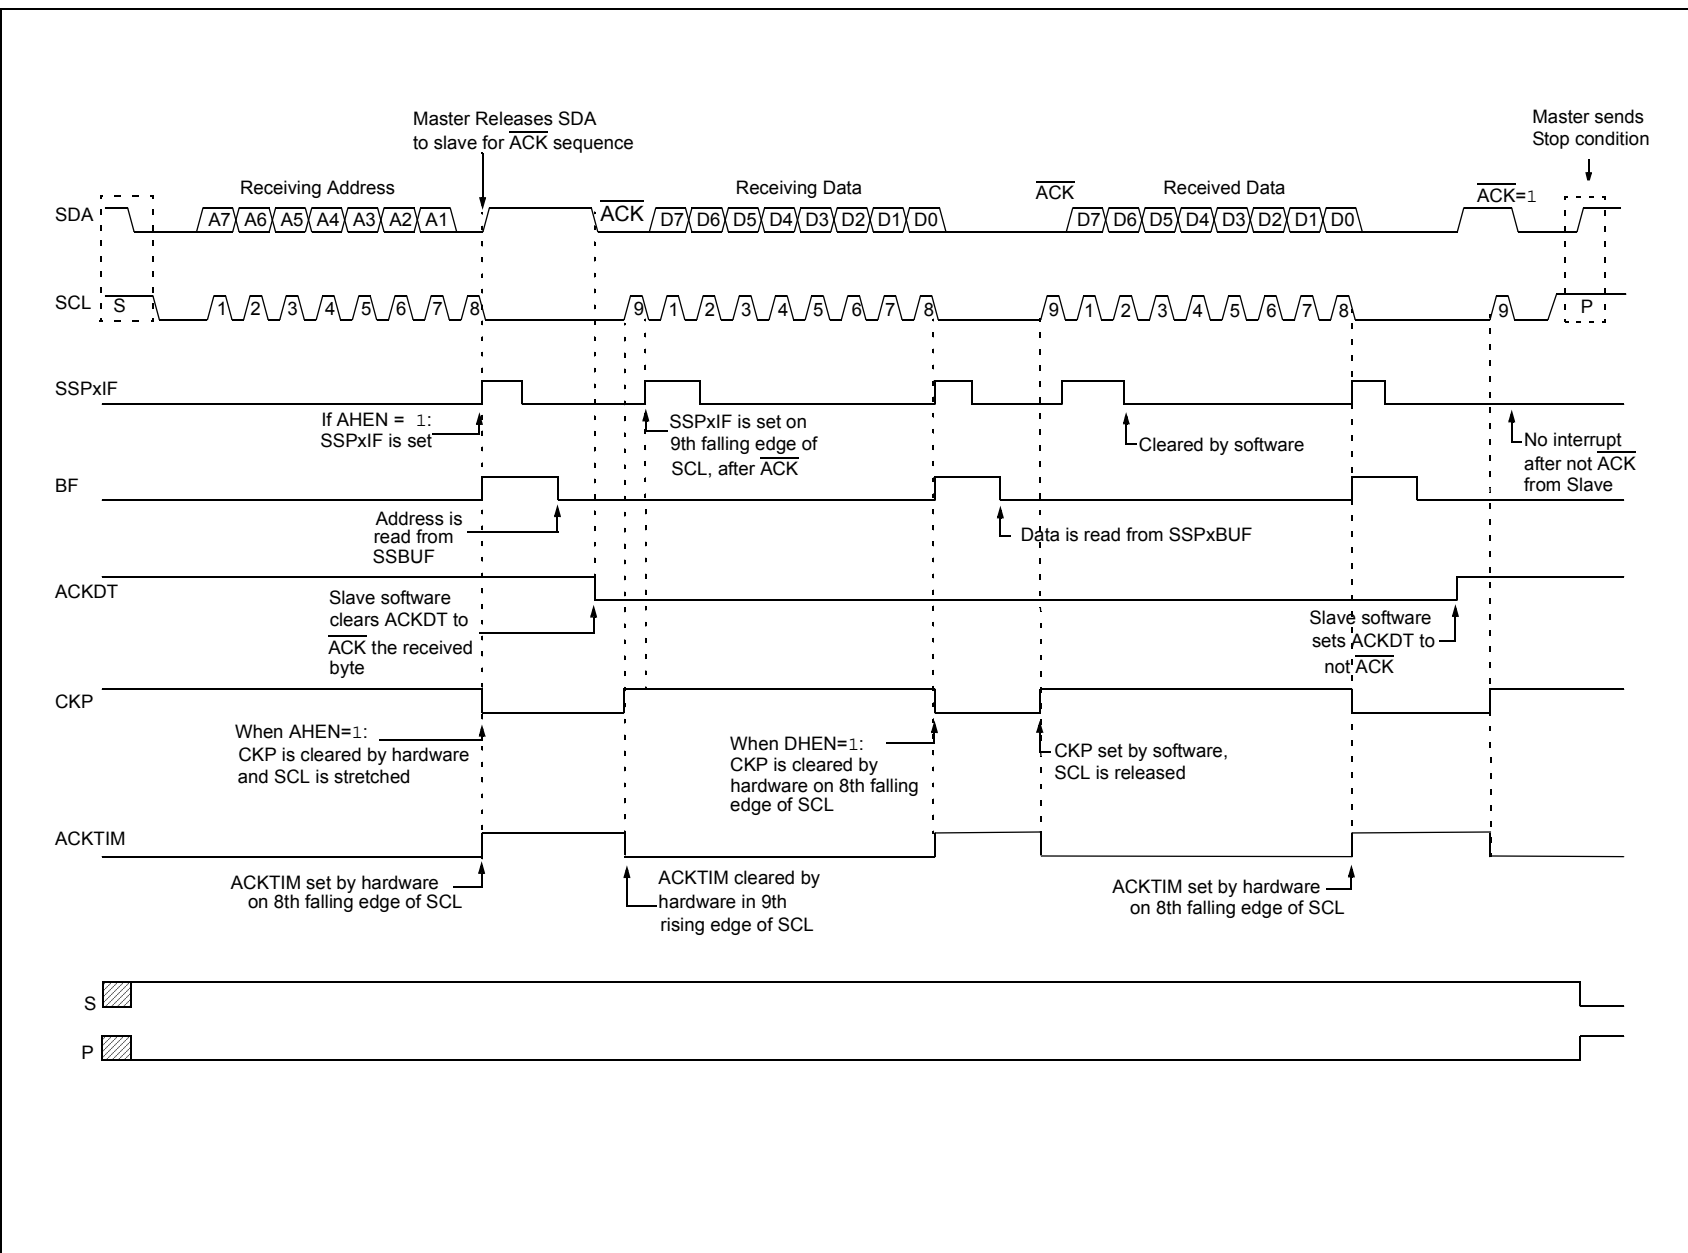 Master Releases SDA
to slave for ACK sequence
Master sends
Stop condition
Receiving Address
Receiving Data
ACK
Received Data
ACK=1
SDA
A7 A6 A5 A4 A3 A2 A1
ACK
D7 D6 D5 D4 D3 D2 D1 D0
D7 D6 D5 D4 D3 D2 D1 D0
SCL
S
1 2 3 4 5 6 7 8
9 1 2 3 4 5 6 7 8
9 1 2 3 4 5 6 7 8
9
P
SSPxIF
If AHEN = 1:
SSPxIF is set
SSPxIF is set on
9th falling edge of
SCL, after ACK
Cleared by software
No interrupt
after not ACK
from Slave
BF
Address is
read from
SSBUF
Data is read from SSPxBUF
ACKDT
Slave software
clears ACKDT to
ACK the received
byte
Slave software
sets ACKDT to
not ACK
CKP
When AHEN=1:
CKP is cleared by hardware
and SCL is stretched
When DHEN=1:
CKP is cleared by
hardware on 8th falling
edge of SCL
CKP set by software,
SCL is released
ACKTIM
ACKTIM set by hardware
on 8th falling edge of SCL
ACKTIM cleared by
hardware in 9th
rising edge of SCL
ACKTIM set by hardware
on 8th falling edge of SCL
S
P